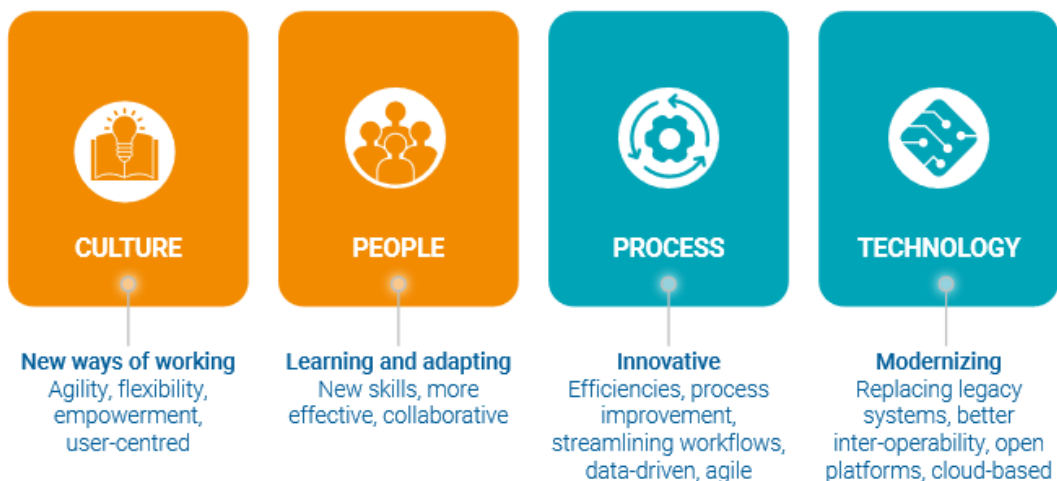 CULTURE
New ways of working
Agility, flexibility,
empowerment,
user-centred
PEOPLE
Learning and adapting
New skills, more
effective, collaborative
PROCESS
Innovative
Efficiencies, process
improvement,
streamlining workflows,
data-driven, agile
TECHNOLOGY
Modernizing
Replacing legacy
systems, better
inter-operability, open
platforms, cloud-based